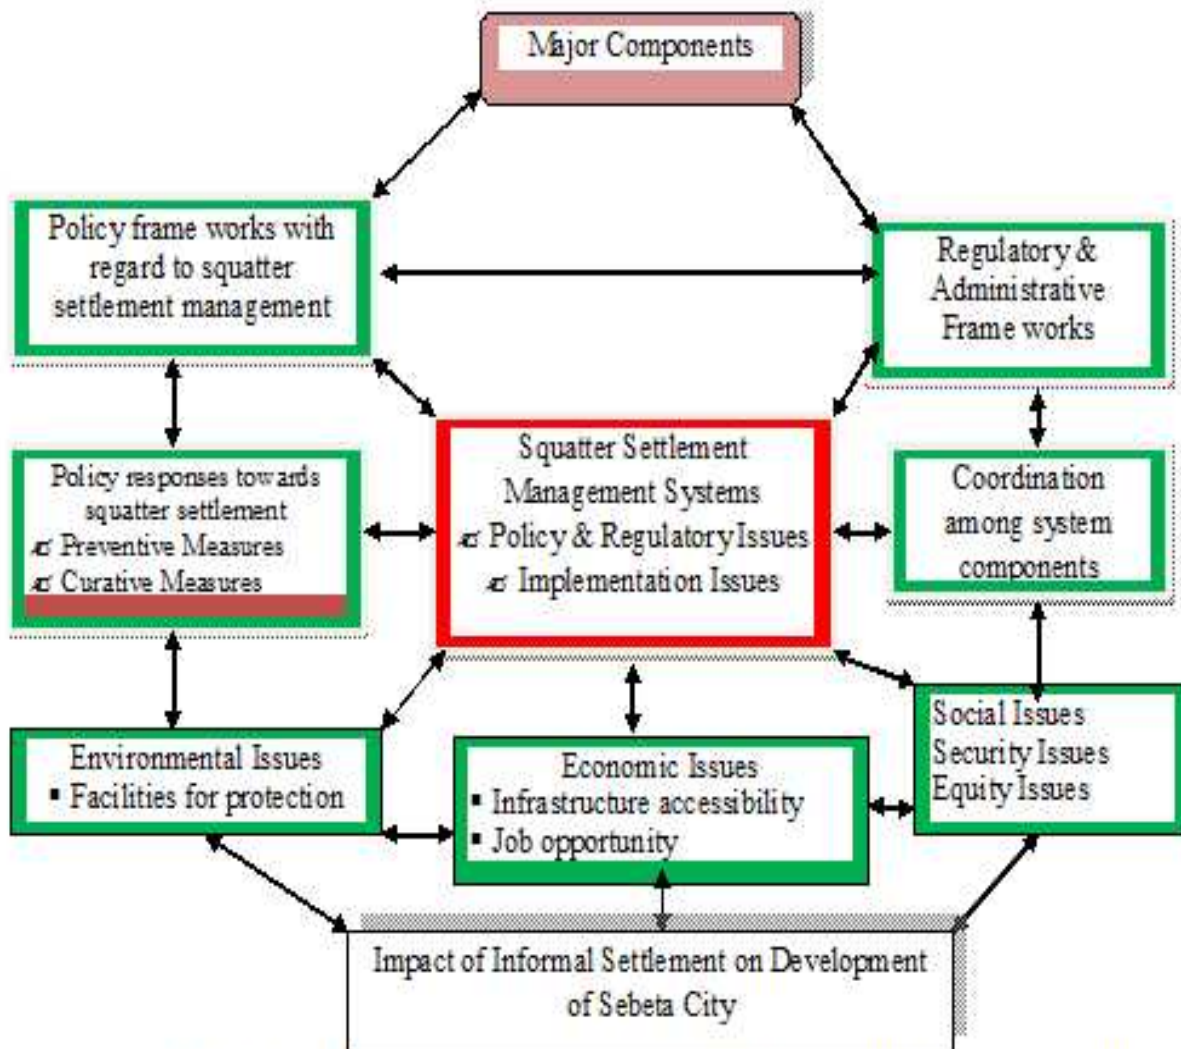 Major Components
Policy frame works with
regard to squatter
settlement management
Regulatory &
Administrative
Frame works
Policy responses towards
squatter settlement
Preventive Measures
Curative Measures
Squatter Settlement
Management Systems
Policy & Regulatory Issues
Implementation Issues
Coordination
among system
components
Environmental Issues
▪ Facilities for protection
Economic Issues
▪ Infrastructure accessibility
▪ Job opportunity
Social Issues
Security Issues
Equity Issues
Impact of Informal Settlement on Development
of Sebeta City